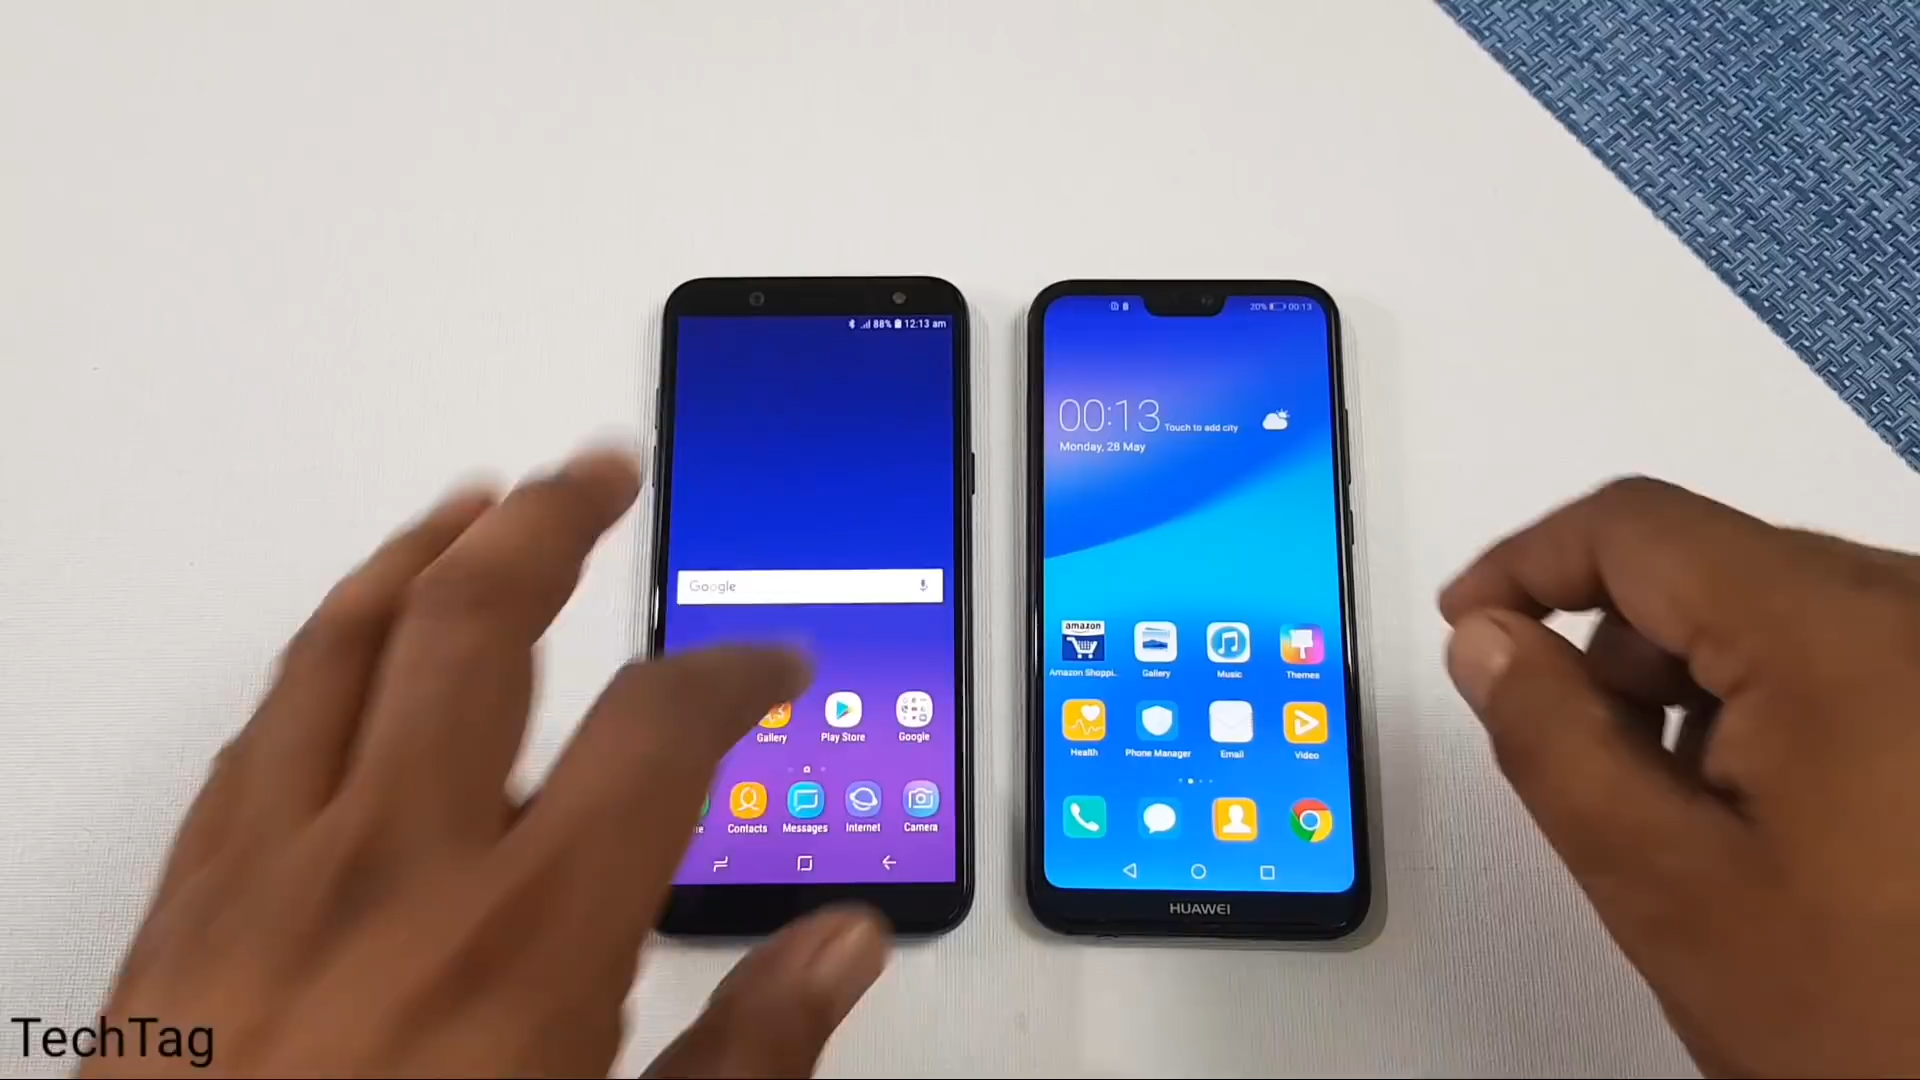 88% 12:13 am
Google
Gallery
Play Store
Google
Contacts
Messages
Internet
Camera
20% 00:13
00:13 Touch to add city
Monday, 28 May
amazon
Amazon Shoppi..
Gallery
Music
Themes
Health
Phone Manager
Email
Video
HUAWEI
TechTag